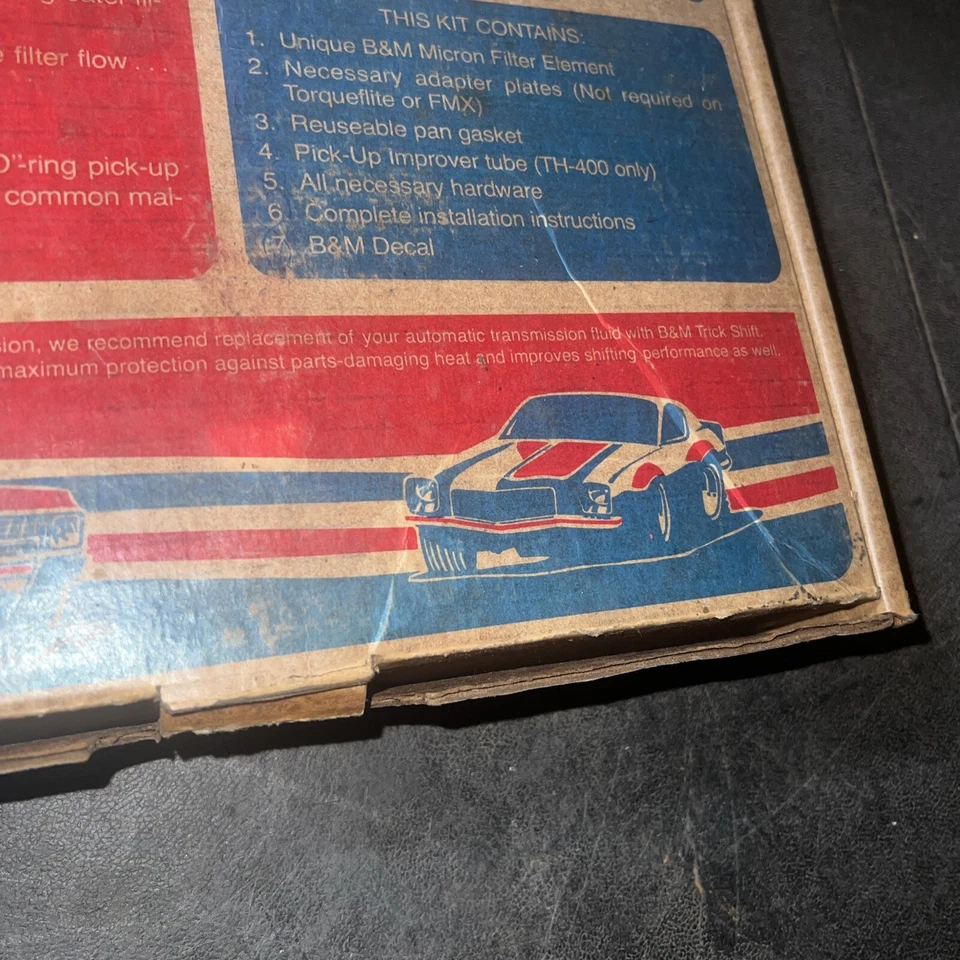 filter flow . . .
"-ring pick-up
common mal-
THIS KIT CONTAINS:
1. Unique B&M Micron Filter Element
2. Necessary adapter plates (Not required on
Torqueflite or FMX)
3. Reuseable pan gasket
4. Pick-Up Improver tube (TH-400 only)
5. All necessary hardware
6. Complete installation instructions
7. B&M Decal
sion, we recommend replacement of your automatic transmission fluid with B&M Trick Shift.
maximum protection against parts-damaging heat and improves shifting performance as well.